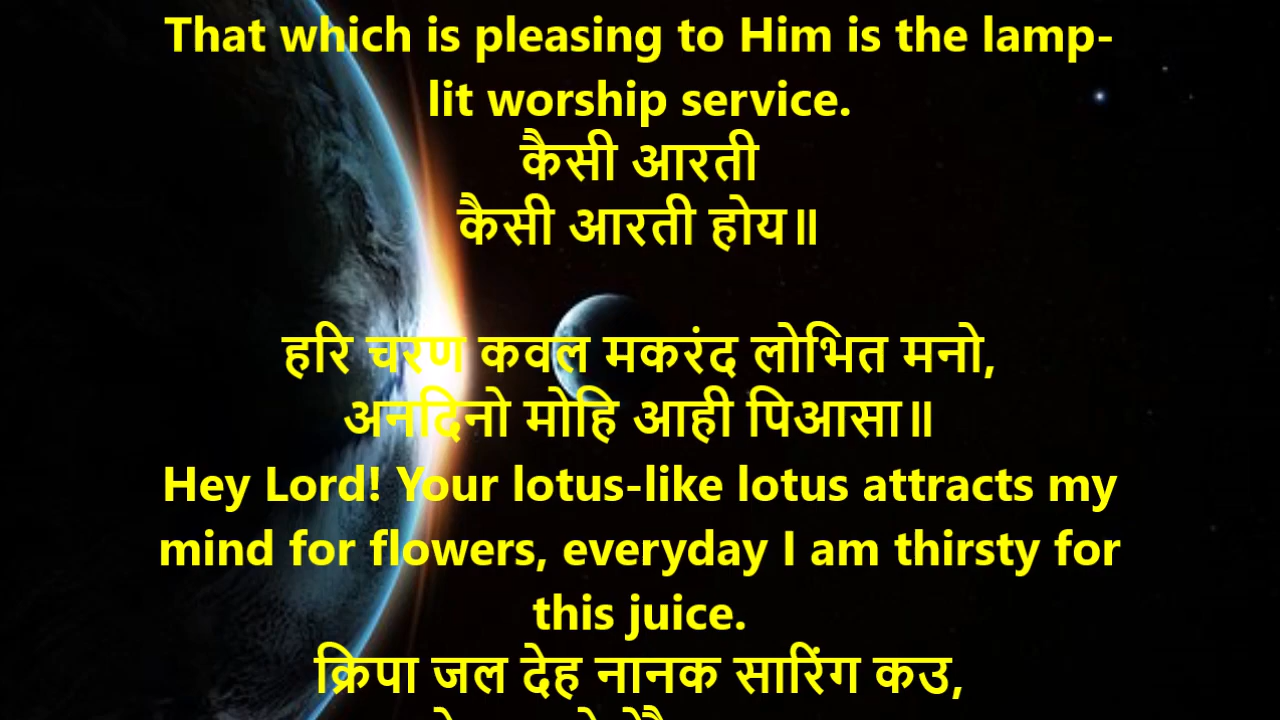 That which is pleasing to Him is the lamp-
lit worship service.
कैसी आरती
कैसी आरती होय॥
हरि चरण कवल मकरंद लोभित मनो,
अनदिनो मोहि आही पिआसा॥
Hey Lord! Your lotus-like lotus attracts my
mind for flowers, everyday I am thirsty for
this juice.
क्रिपा जल देह नानक सारिंग कउ,